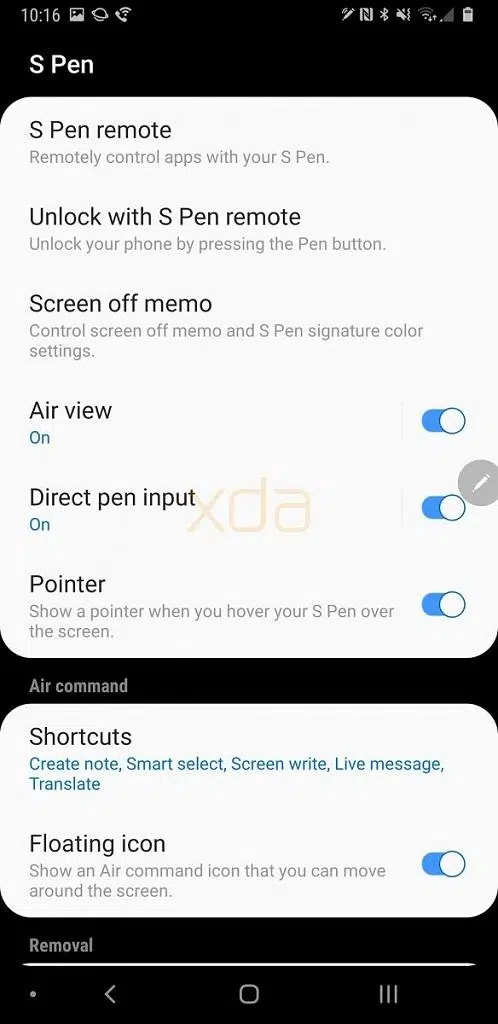 10:16
S Pen
S Pen remote
Remotely control apps with your S Pen.
Unlock with S Pen remote
Unlock your phone by pressing the Pen button.
Screen off memo
Control screen off memo and S Pen signature color
settings.
Air view
On
Direct pen input
On
xda
Pointer
Show a pointer when you hover your S Pen over
the screen.
Air command
Shortcuts
Create note, Smart select, Screen write, Live message,
Translate
Floating icon
Show an Air command icon that you can move
around the screen.
Removal